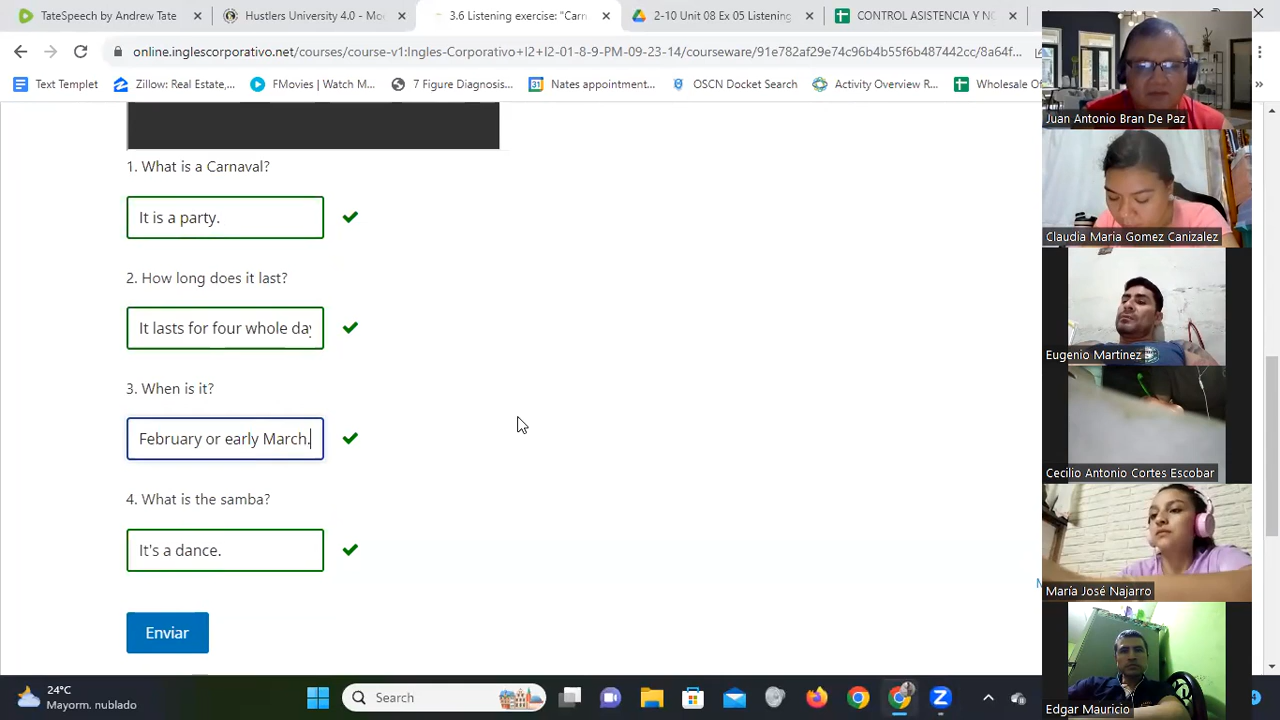 TateSpeech by Andrew Tate
Hustlers University 4.0 - Mer
3.6 Listening exercise: "Carn
2-10 Unit 08 Ex 05 Listening
CONTROL ASISTENCIA Y NO
online.inglescorporativo.net/courses/course-v1:Ingles-Corporativo+I2+I2-01-8-9-PM-09-23-14/courseware/91e7a2af29e74c96b4b55f6b487442cc/8a64f...
Text Templet
Zillow: Real Estate,...
FMovies | Watch M...
7 Figure Diagnosift...
dates appointment...
OSCN Docket Search
Activity Overview R...
Wholesale
»
1. What is a Carnaval?
It is a party.
2. How long does it last?
It lasts for four whole day
3. When is it?
February or early March.
4. What is the samba?
It's a dance.
Enviar
Juan Antonio Bran De Paz
Claudia Maria Gomez Canizalez
Eugenio Martinez
Cecilio Antonio Cortes Escobar
María José Najarro
Edgar Mauricio
24°C
Mayorm. nublado
Search